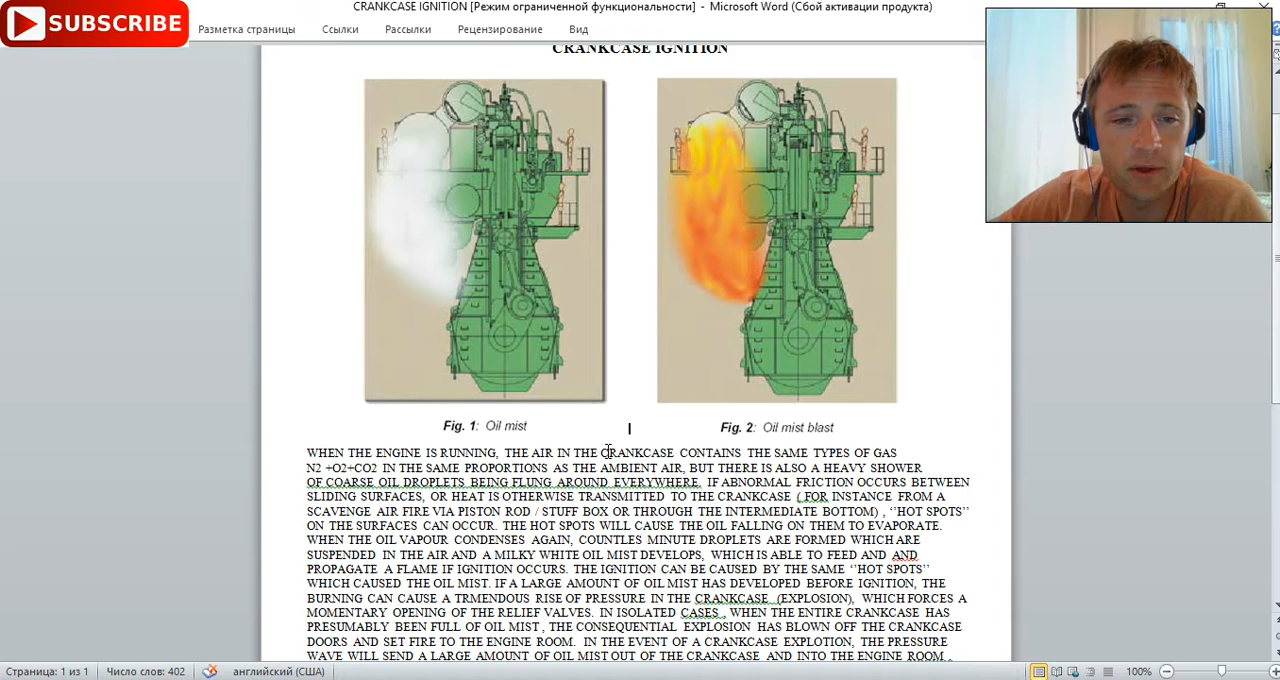 CRANKCASE IGNITION [Режим ограниченной функциональности] - Microsoft Word (Сбой активации продукта)
SUBSCRIBE
Разметка страницы Ссылки Рассылки Рецензирование Вид
CRANKCASE IGNITION
Fig. 1: Oil mist
Fig. 2: Oil mist blast
WHEN THE ENGINE IS RUNNING, THE AIR IN THE CRANKCASE CONTAINS THE SAME TYPES OF GAS
N2 +O2+CO2 IN THE SAME PROPORTIONS AS THE AMBIENT AIR, BUT THERE IS ALSO A HEAVY SHOWER
OF COARSE OIL DROPLETS BEING FLUNG AROUND EVERYWHERE. IF ABNORMAL FRICTION OCCURS BETWEEN
SLIDING SURFACES, OR HEAT IS OTHERWISE TRANSMITTED TO THE CRANKCASE ( FOR INSTANCE FROM A
SCAVENGE AIR FIRE VIA PISTON ROD / STUFF BOX OR THROUGH THE INTERMEDIATE BOTTOM) , ‘’HOT SPOTS’’
ON THE SURFACES CAN OCCUR. THE HOT SPOTS WILL CAUSE THE OIL FALLING ON THEM TO EVAPORATE.
WHEN THE OIL VAPOUR CONDENSES AGAIN, COUNTLES MINUTE DROPLETS ARE FORMED WHICH ARE
SUSPENDED IN THE AIR AND A MILKY WHITE OIL MIST DEVELOPS, WHICH IS ABLE TO FEED AND AND
PROPAGATE A FLAME IF IGNITION OCCURS. THE IGNITION CAN BE CAUSED BY THE SAME ‘’HOT SPOTS’’
WHICH CAUSED THE OIL MIST. IF A LARGE AMOUNT OF OIL MIST HAS DEVELOPED BEFORE IGNITION, THE
BURNING CAN CAUSE A TRMENDOUS RISE OF PRESSURE IN THE CRANKCASE (EXPLOSION), WHICH FORCES A
MOMENTARY OPENING OF THE RELIEF VALVES. IN ISOLATED CASES , WHEN THE ENTIRE CRANKCASE HAS
PRESUMABLY BEEN FULL OF OIL MIST , THE CONSEQUENTIAL EXPLOSION HAS BLOWN OFF THE CRANKCASE
DOORS AND SET FIRE TO THE ENGINE ROOM. IN THE EVENT OF A CRANKCASE EXPLOTION, THE PRESSURE
WAVE WILL SEND A LARGE AMOUNT OF OIL MIST OUT OF THE CRANKCASE AND INTO THE ENGINE ROOM ,
Страница: 1 из 1 Число слов: 402 английский (США) 100%